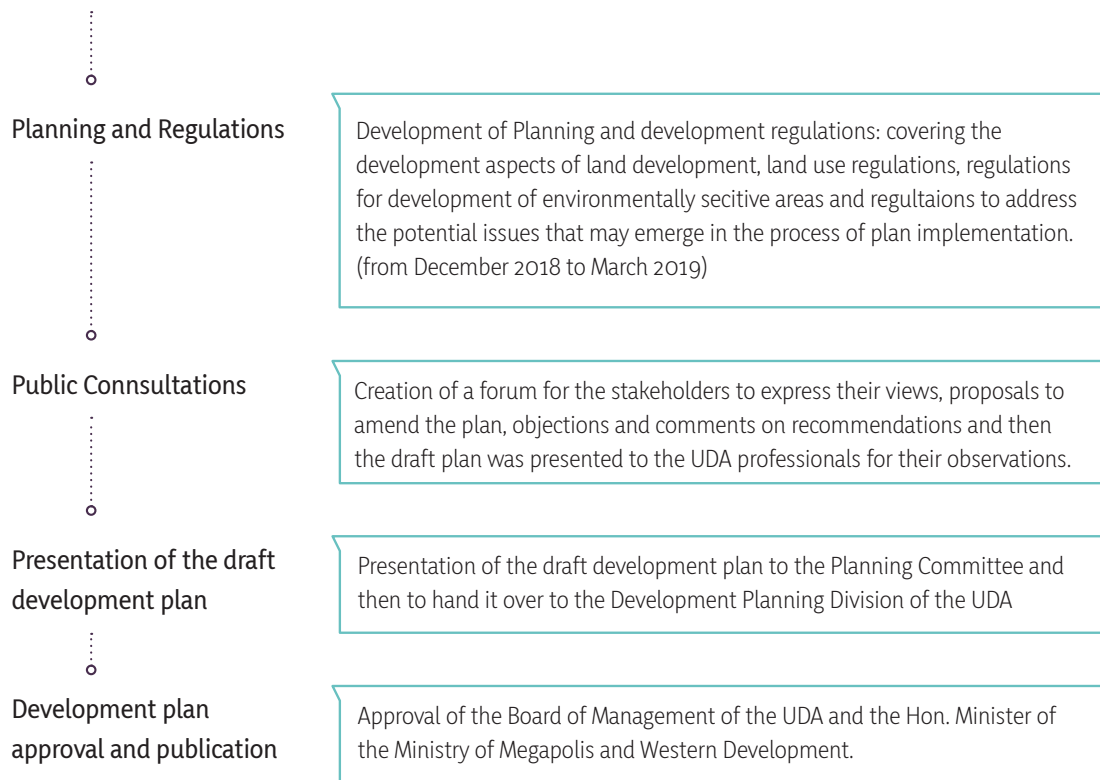 Planning and Regulations
Development of Planning and development regulations: covering the
development aspects of land development, land use regulations, regulations
for development of environmentally secitive areas and regultaions to address
the potential issues that may emerge in the process of plan implementation.
(from December 2018 to March 2019)
Public Connsultations
Creation of a forum for the stakeholders to express their views, proposals to
amend the plan, objections and comments on recommendations and then
the draft plan was presented to the UDA professionals for their observations.
Presentation of the draft
development plan
Presentation of the draft development plan to the Planning Committee and
then to hand it over to the Development Planning Division of the UDA
Development plan
approval and publication
Approval of the Board of Management of the UDA and the Hon. Minister of
the Ministry of Megapolis and Western Development.